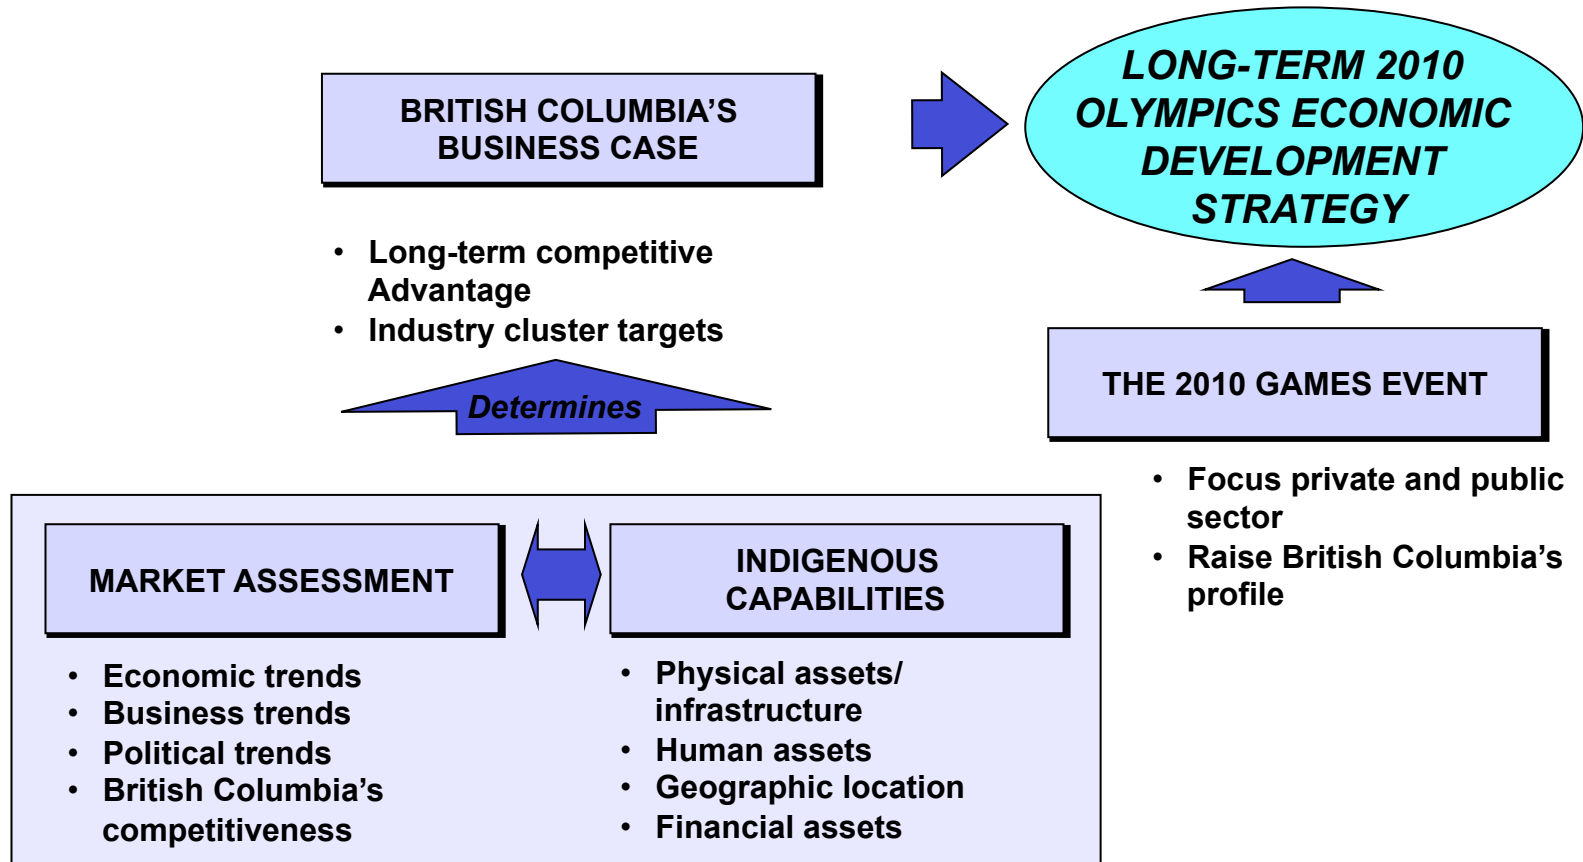 BRITISH COLUMBIA’S
BUSINESS CASE
• Long-term competitive
Advantage
• Industry cluster targets
LONG-TERM 2010
OLYMPICS ECONOMIC
DEVELOPMENT
STRATEGY
Determines
THE 2010 GAMES EVENT
• Focus private and public
sector
• Raise British Columbia’s
profile
MARKET ASSESSMENT
• Economic trends
• Business trends
• Political trends
• British Columbia’s
competitiveness
INDIGENOUS
CAPABILITIES
• Physical assets/
infrastructure
• Human assets
• Geographic location
• Financial assets